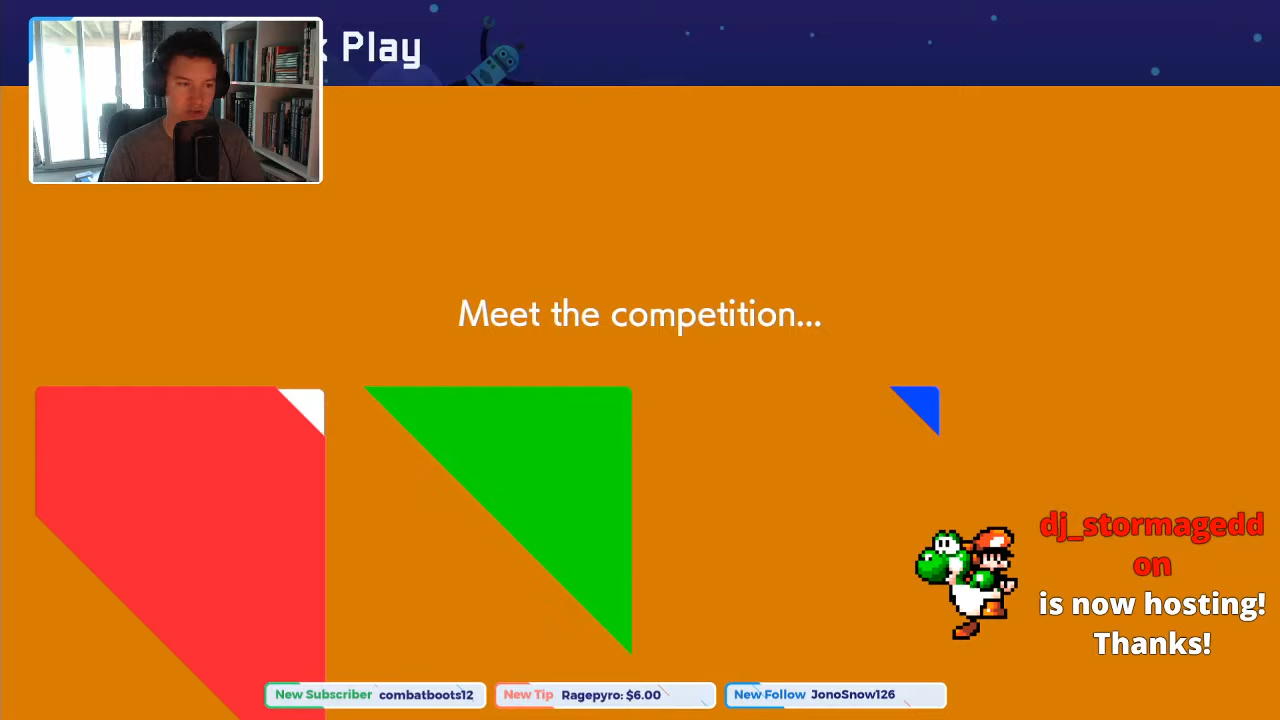 Play
Meet the competition...
dj_stormagedd
on
is now hosting!
Thanks!
New Subscriber combatboots12
New Tip Ragepyro: $6.00
New Follow JonoSnow126